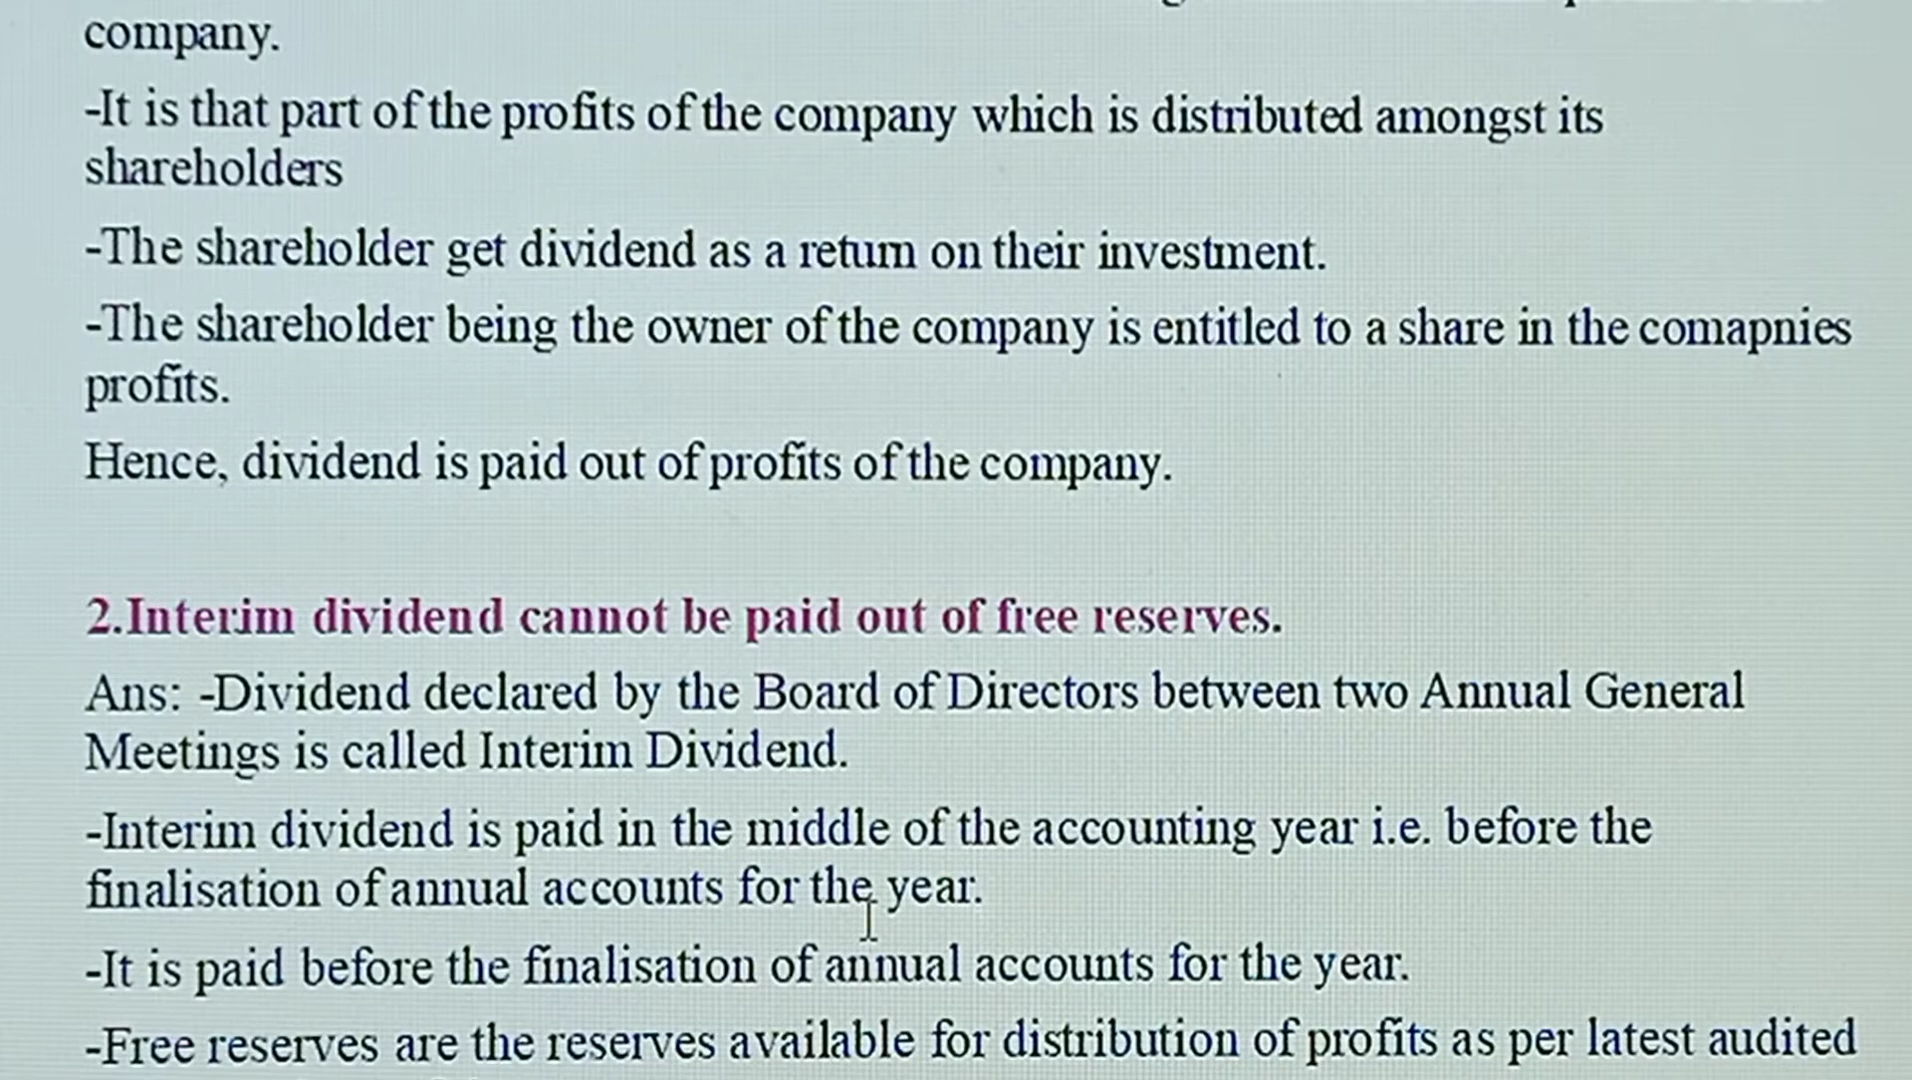 company.
-It is that part of the profits of the company which is distributed amongst its
shareholders
-The shareholder get dividend as a return on their investment.
-The shareholder being the owner of the company is entitled to a share in the comapnies
profits.
Hence, dividend is paid out of profits of the company.
2.Interim dividend cannot be paid out of free reserves.
Ans: -Dividend declared by the Board of Directors between two Annual General
Meetings is called Interim Dividend.
-Interim dividend is paid in the middle of the accounting year i.e. before the
finalisation of annual accounts for the year.
-It is paid before the finalisation of annual accounts for the year.
-Free reserves are the reserves available for distribution of profits as per latest audited